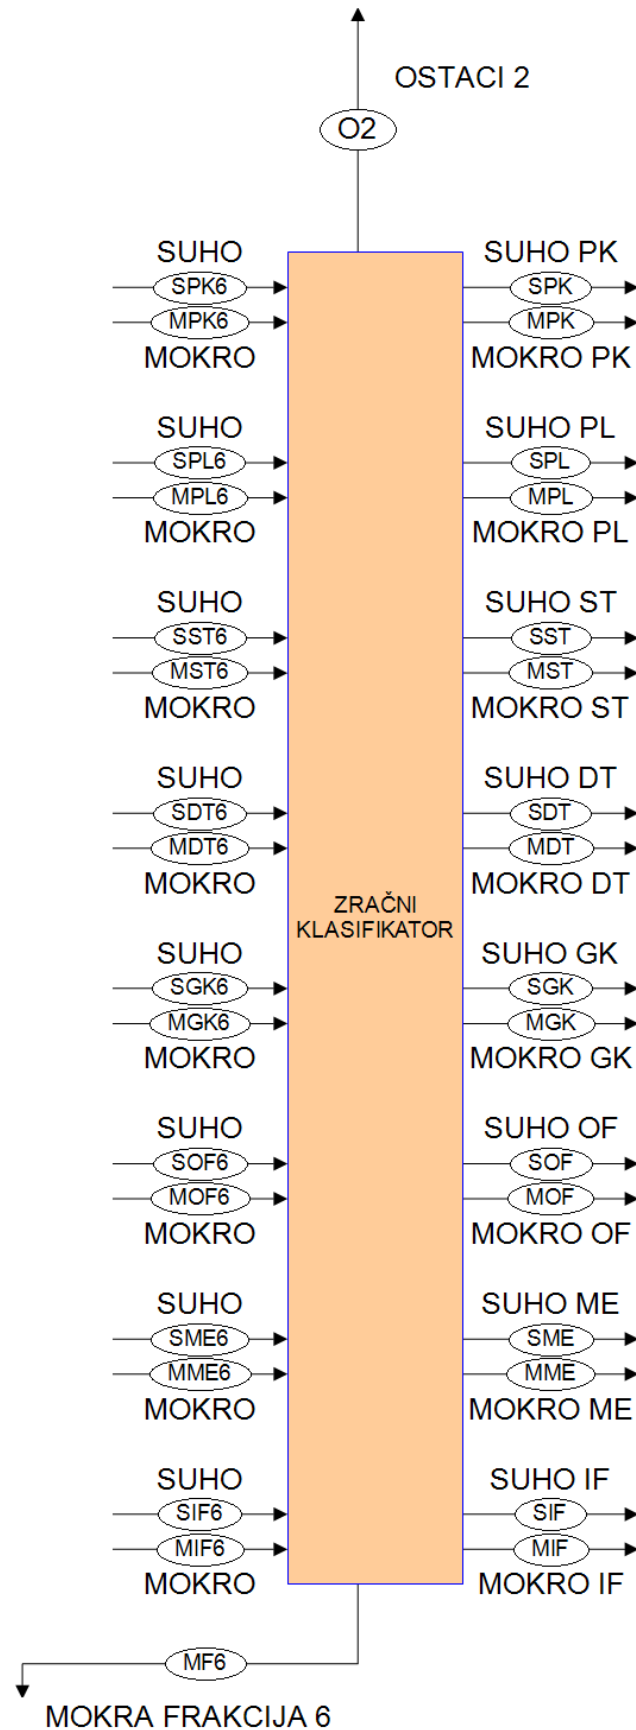 OSTACI 2
O2
SUHO SUHO PK
SPK6 SPK
MPK6 MPK
MOKRO MOKRO PK
SUHO SUHO PL
SPL6 SPL
MPL6 MPL
MOKRO MOKRO PL
SUHO SUHO ST
SST6 SST
MST6 MST
MOKRO MOKRO ST
SUHO SUHO DT
SDT6 SDT
MDT6 MDT
MOKRO MOKRO DT
ZRAČNI
KLASIFIKATOR
SUHO SUHO GK
SGK6 SGK
MGK6 MGK
MOKRO MOKRO GK
SUHO SUHO OF
SOF6 SOF
MOF6 MOF
MOKRO MOKRO OF
SUHO SUHO ME
SME6 SME
MME6 MME
MOKRO MOKRO ME
SUHO SUHO IF
SIF6 SIF
MIF6 MIF
MOKRO MOKRO IF
MF6
MOKRA FRAKCIJA 6